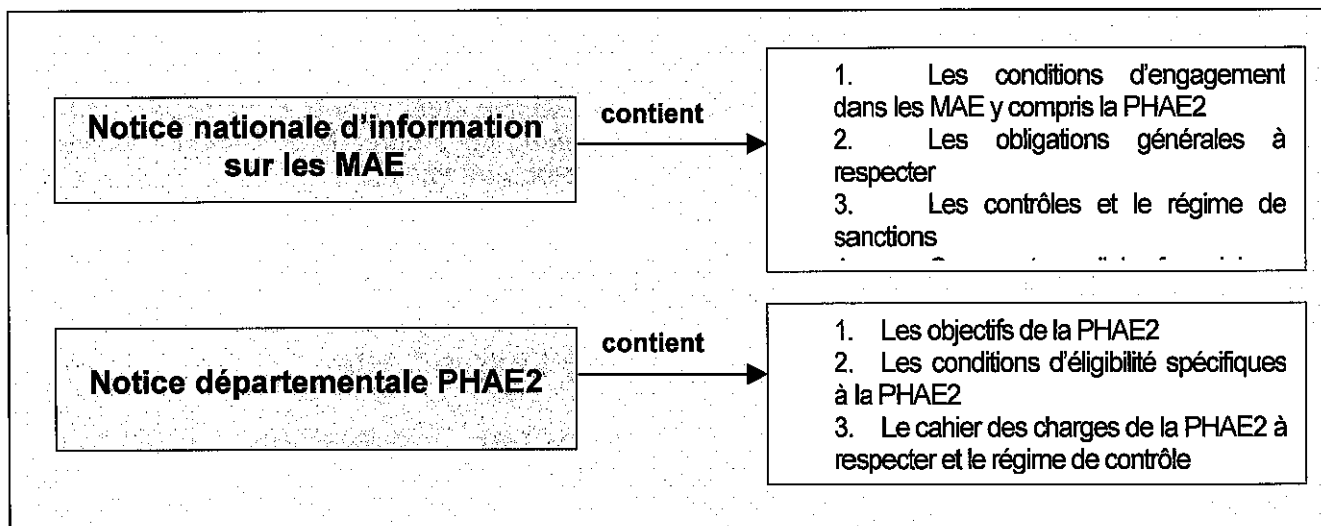 Notice nationale d'information
sur les MAE
contient
1. Les conditions d'engagement
dans les MAE y compris la PHAE2
2. Les obligations générales à
respecter
3. Les contrôles et le régime de
sanctions
Notice départementale PHAE2
contient
1. Les objectifs de la PHAE2
2. Les conditions d'éligibilité spécifiques
à la PHAE2
3. Le cahier des charges de la PHAE2 à
respecter et le régime de contrôle